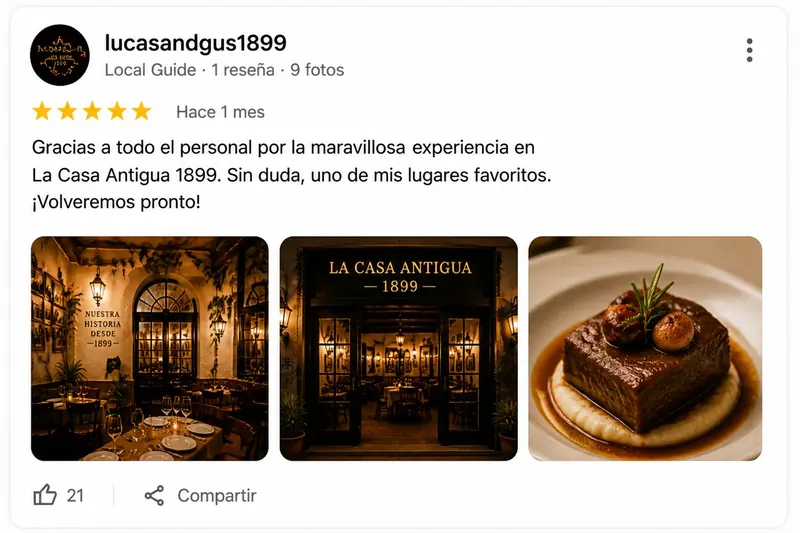 lucasandgus1899
Local Guide · 1 reseña · 9 fotos
Hace 1 mes
Gracias a todo el personal por la maravillosa experiencia en
La Casa Antigua 1899. Sin duda, uno de mis lugares favoritos.
¡Volveremos pronto!
NUESTRA
HISTORIA
DESDE
—1899—
LA CASA ANTIGUA
— 1899 —
21
Compartir